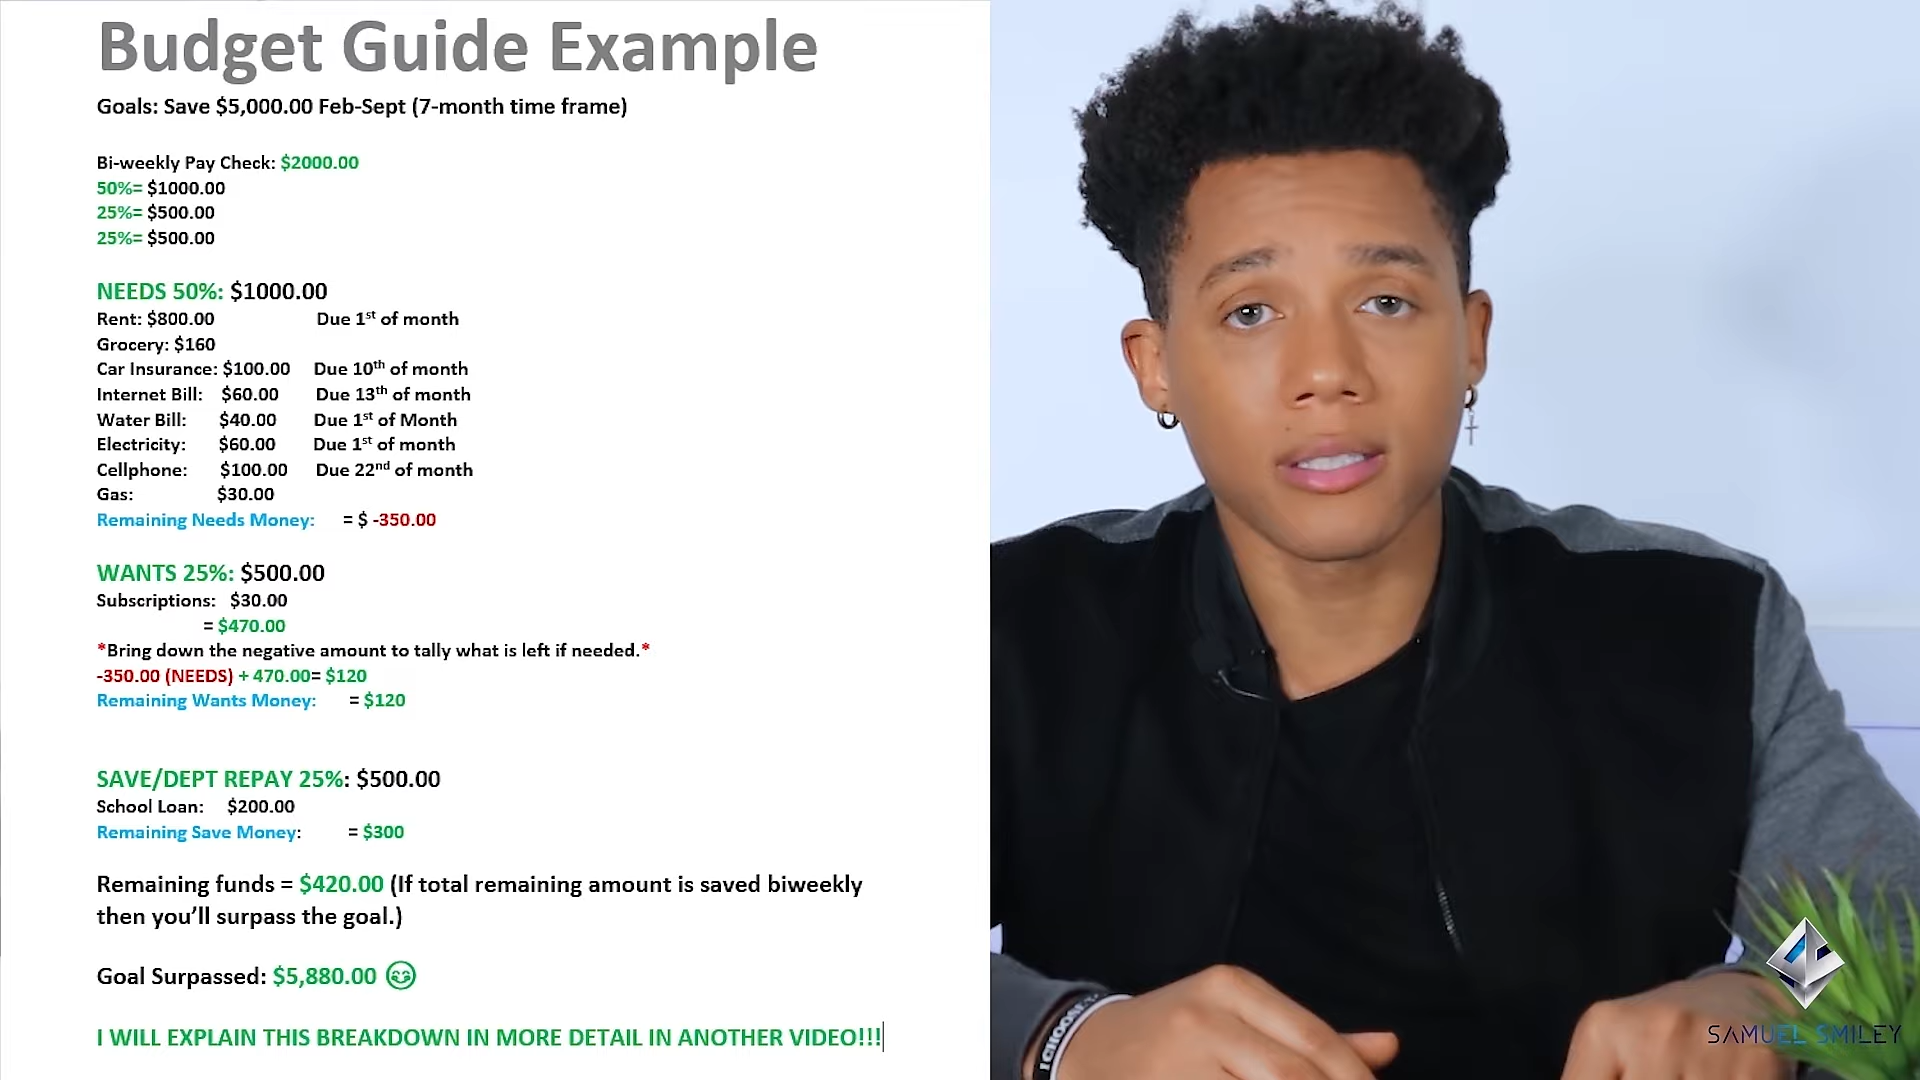 Budget Guide Example
Goals: Save $5,000.00 Feb-Sept (7-month time frame)
Bi-weekly Pay Check: $2000.00
50%= $1000.00
25%= $500.00
25%= $500.00
NEEDS 50%: $1000.00
Rent: $800.00 Due 1st of month
Grocery: $160
Car Insurance: $100.00 Due 10th of month
Internet Bill: $60.00 Due 13th of month
Water Bill: $40.00 Due 1st of Month
Electricity: $60.00 Due 1st of month
Cellphone: $100.00 Due 22nd of month
Gas: $30.00
Remaining Needs Money: = $ -350.00
WANTS 25%: $500.00
Subscriptions: $30.00
= $470.00
*Bring down the negative amount to tally what is left if needed.*
-350.00 (NEEDS) + 470.00= $120
Remaining Wants Money: = $120
SAVE/DEPT REPAY 25%: $500.00
School Loan: $200.00
Remaining Save Money: = $300
Remaining funds = $420.00 (If total remaining amount is saved biweekly
then you’ll surpass the goal.)
Goal Surpassed: $5,880.00
I WILL EXPLAIN THIS BREAKDOWN IN MORE DETAIL IN ANOTHER VIDEO!!!
I CHOOSE
SAMUEL SMILEY